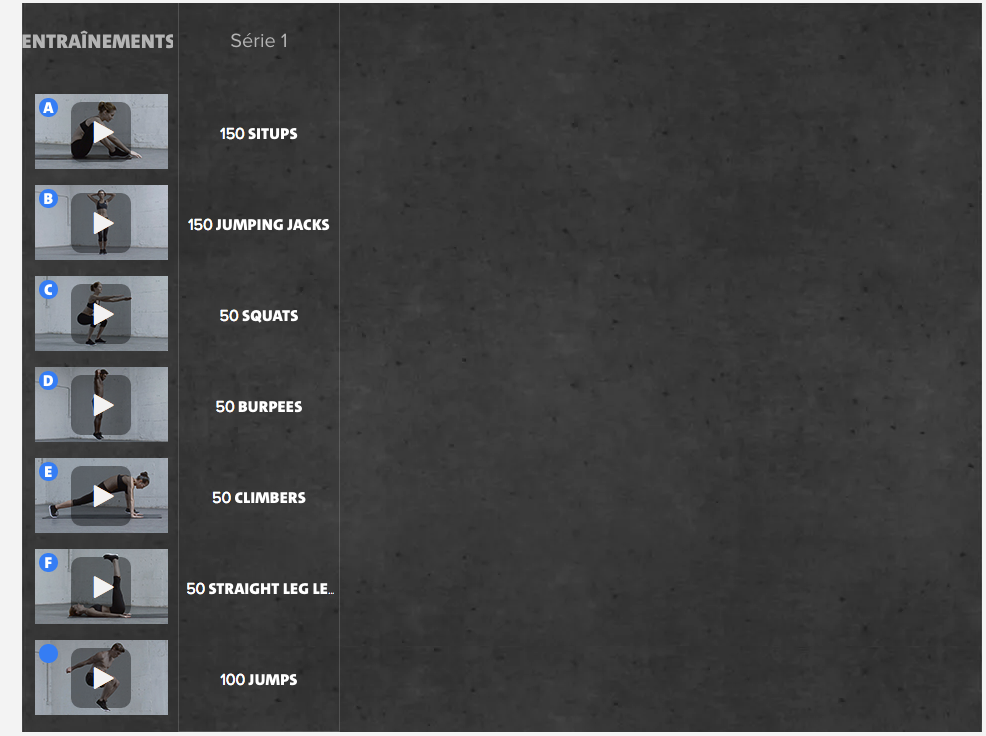 ENTRAÎNEMENTS
Série 1
A
150 SITUPS
B
150 JUMPING JACKS
C
50 SQUATS
D
50 BURPEES
E
50 CLIMBERS
F
50 STRAIGHT LEG LE...
100 JUMPS